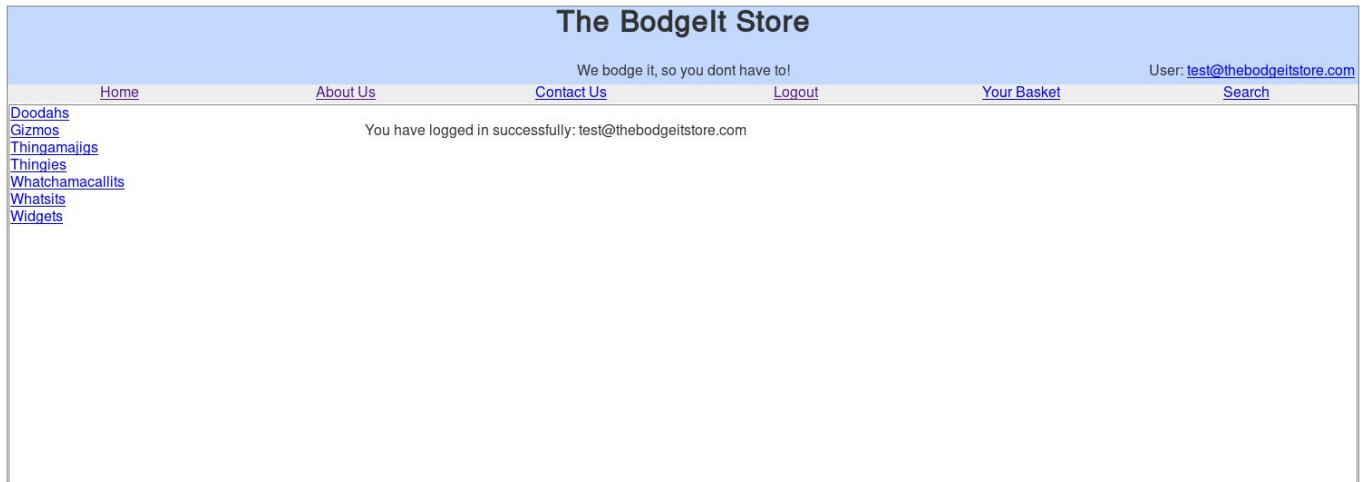 The BodgeIt Store
We bodge it, so you dont have to!
User: test@thebodgeitstore.com
Home About Us Contact Us Logout Your Basket Search
Doodahs
Gizmos
Thingamajigs
Thingies
Whatchamacallits
Whatsits
Widgets
You have logged in successfully: test@thebodgeitstore.com